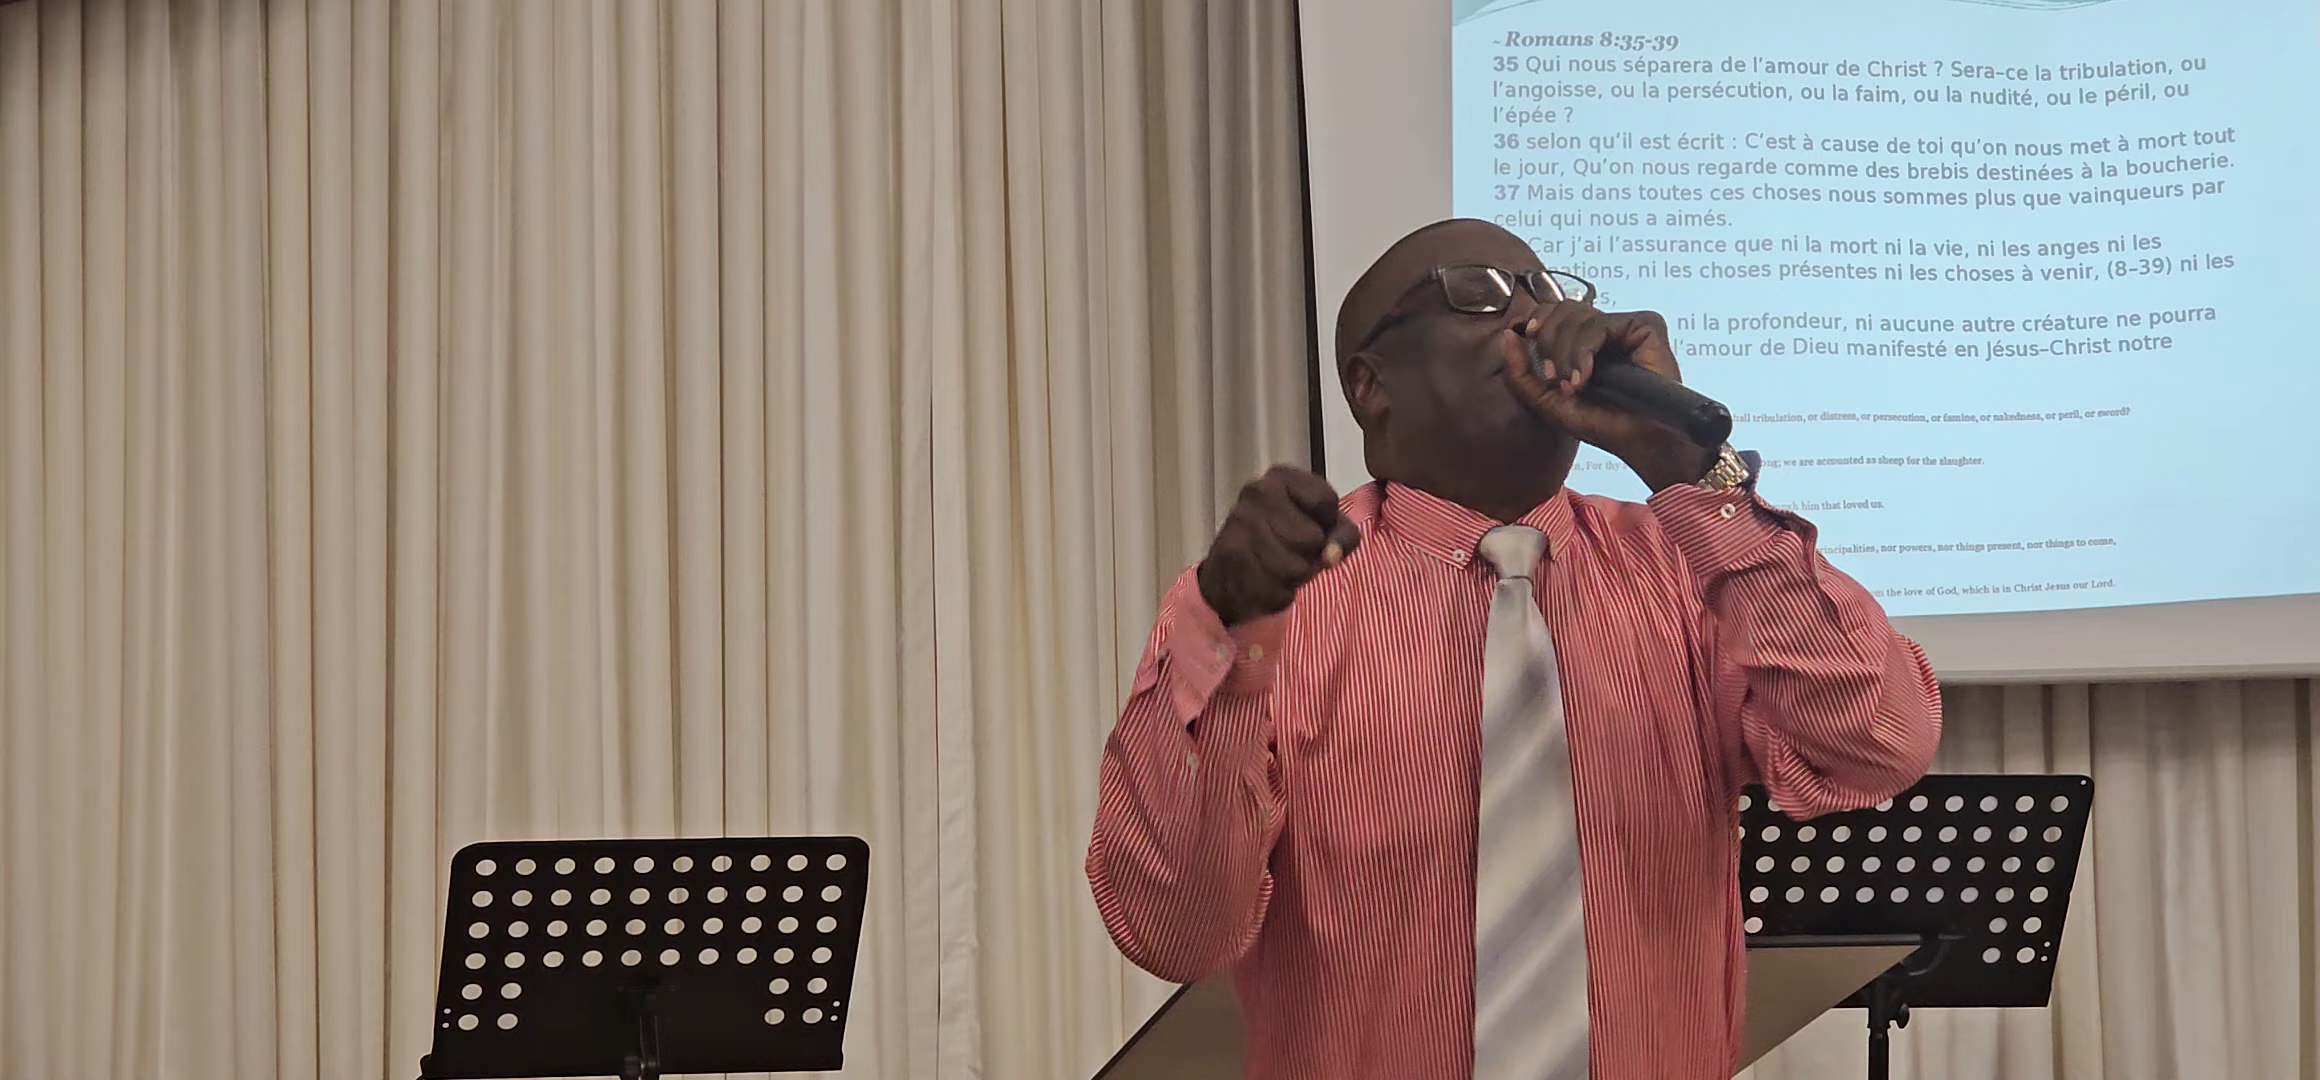 ~ Romans 8:35-39
35 Qui nous séparera de l'amour de Christ ? Sera-ce la tribulation, ou
l'angoisse, ou la persécution, ou la faim, ou la nudité, ou le péril, ou
l'épée ?
36 selon qu'il est écrit : C'est à cause de toi qu'on nous met à mort tout
le jour, Qu'on nous regarde comme des brebis destinées à la boucherie.
37 Mais dans toutes ces choses nous sommes plus que vainqueurs par
celui qui nous a aimés.
Car j'ai l'assurance que ni la mort ni la vie, ni les anges ni les
ni les choses présentes ni les choses à venir, (8-39) ni les
ni la profondeur, ni aucune autre créature ne pourra
l'amour de Dieu manifesté en Jésus-Christ notre
tribulation, or distress, or persecution, or famine, or nakedness, or peril, or sword?
For thy
we are accounted as sheep for the slaughter.
him that loved us.
nor powers, nor things present, nor things to come,
the love of God, which is in Christ Jesus our Lord.